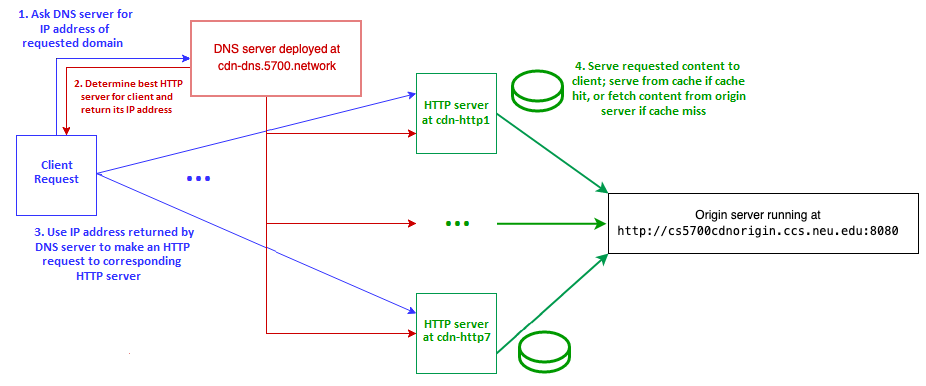 1. Ask DNS server for
IP address of
requested domain
DNS server deployed at
cdn-dns.5700.network
2. Determine best HTTP
server for client and
return its IP address
4. Serve requested content to
client; serve from cache if cache
hit, or fetch content from origin
server if cache miss
HTTP server
at cdn-http1
Client
Request
...
...
3. Use IP address returned by
DNS server to make an HTTP
request to corresponding
HTTP server
Origin server running at
http://cs5700cdnorigin.ccs.neu.edu:8080
HTTP server
at cdn-http7